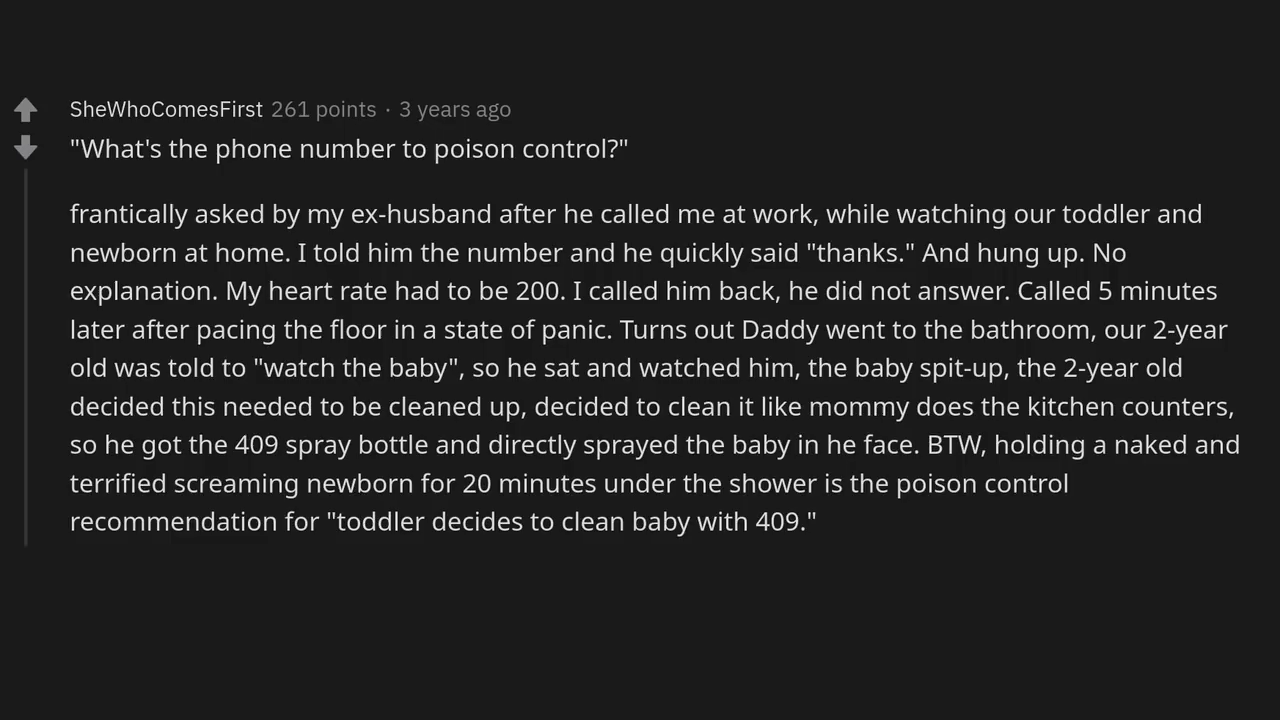 SheWhoComesFirst 261 points · 3 years ago
"What's the phone number to poison control?"
frantically asked by my ex-husband after he called me at work, while watching our toddler and
newborn at home. I told him the number and he quickly said "thanks." And hung up. No
explanation. My heart rate had to be 200. I called him back, he did not answer. Called 5 minutes
later after pacing the floor in a state of panic. Turns out Daddy went to the bathroom, our 2-year
old was told to "watch the baby", so he sat and watched him, the baby spit-up, the 2-year old
decided this needed to be cleaned up, decided to clean it like mommy does the kitchen counters,
so he got the 409 spray bottle and directly sprayed the baby in he face. BTW, holding a naked and
terrified screaming newborn for 20 minutes under the shower is the poison control
recommendation for "toddler decides to clean baby with 409."